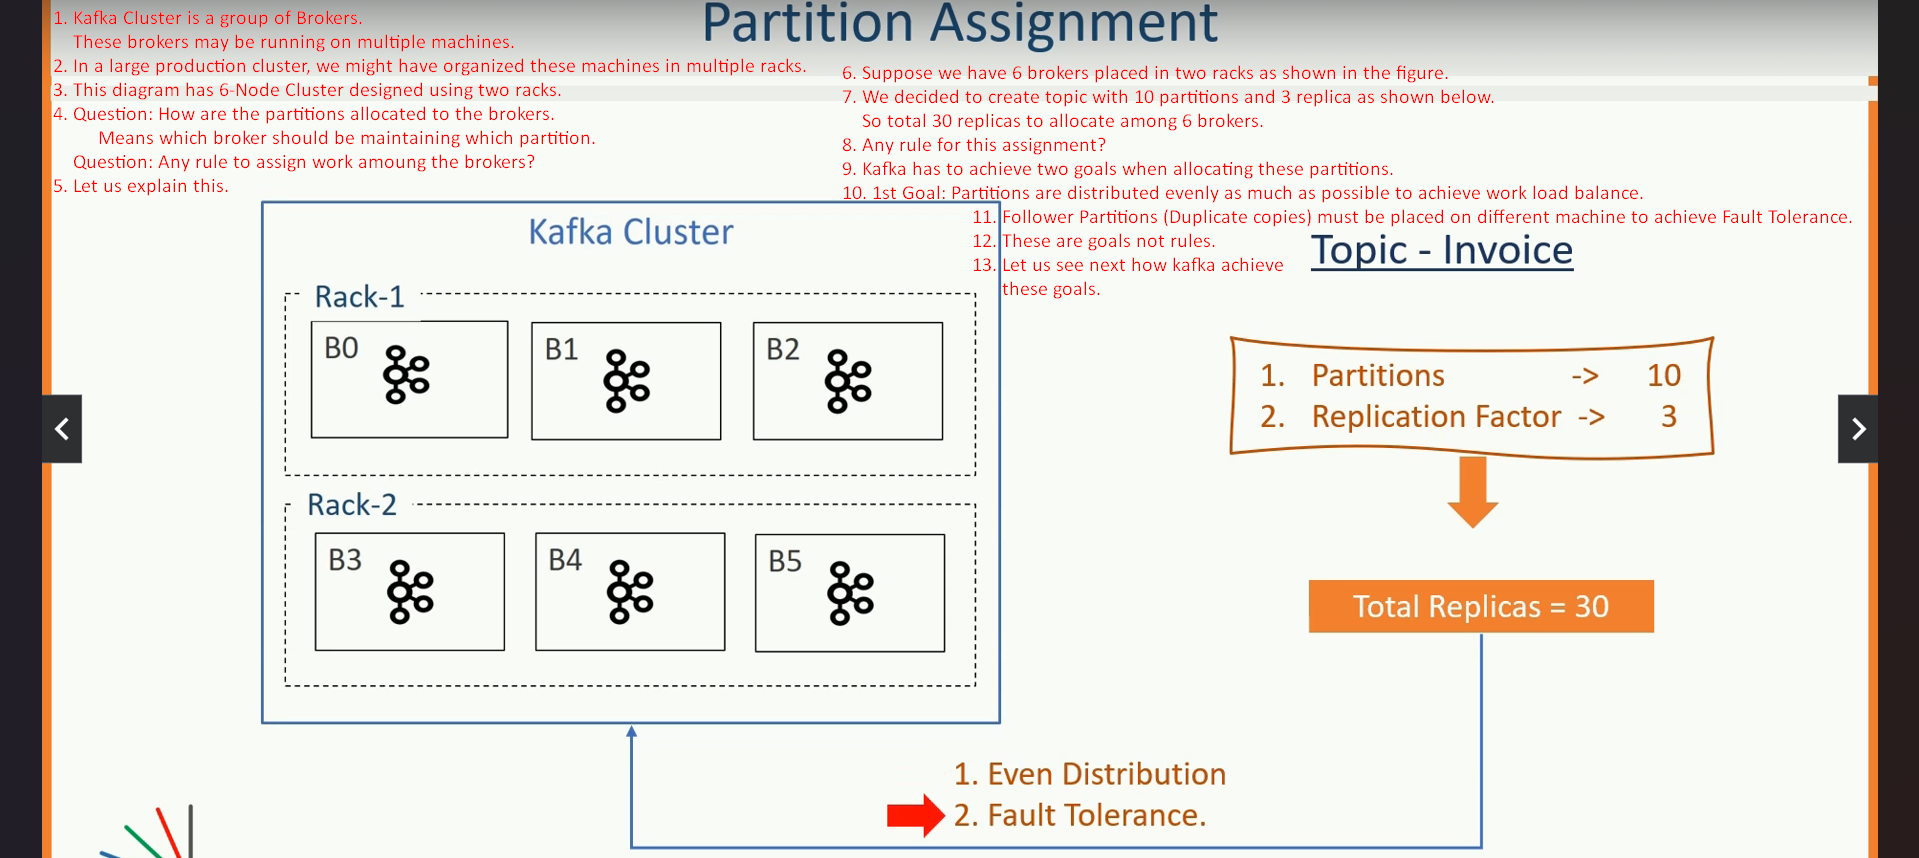 Partition Assignment
1. Kafka Cluster is a group of Brokers.
These brokers may be running on multiple machines.
2. In a large production cluster, we might have organized these machines in multiple racks.
3. This diagram has 6-Node Cluster designed using two racks.
4. Question: How are the partitions allocated to the brokers.
Means which broker should be maintaining which partition.
Question: Any rule to assign work amoung the brokers?
5. Let us explain this.
6. Suppose we have 6 brokers placed in two racks as shown in the figure.
7. We decided to create topic with 10 partitions and 3 replica as shown below.
So total 30 replicas to allocate among 6 brokers.
8. Any rule for this assignment?
9. Kafka has to achieve two goals when allocating these partitions.
10. 1st Goal: Partitions are distributed evenly as much as possible to achieve work load balance.
11. Follower Partitions (Duplicate copies) must be placed on different machine to achieve Fault Tolerance.
12. These are goals not rules.
13. Let us see next how kafka achieve
these goals.
Kafka Cluster
Rack-1
B0
B1
B2
Rack-2
B3
B4
B5
Topic - Invoice
1. Partitions -> 10
2. Replication Factor -> 3
Total Replicas = 30
1. Even Distribution
2. Fault Tolerance.